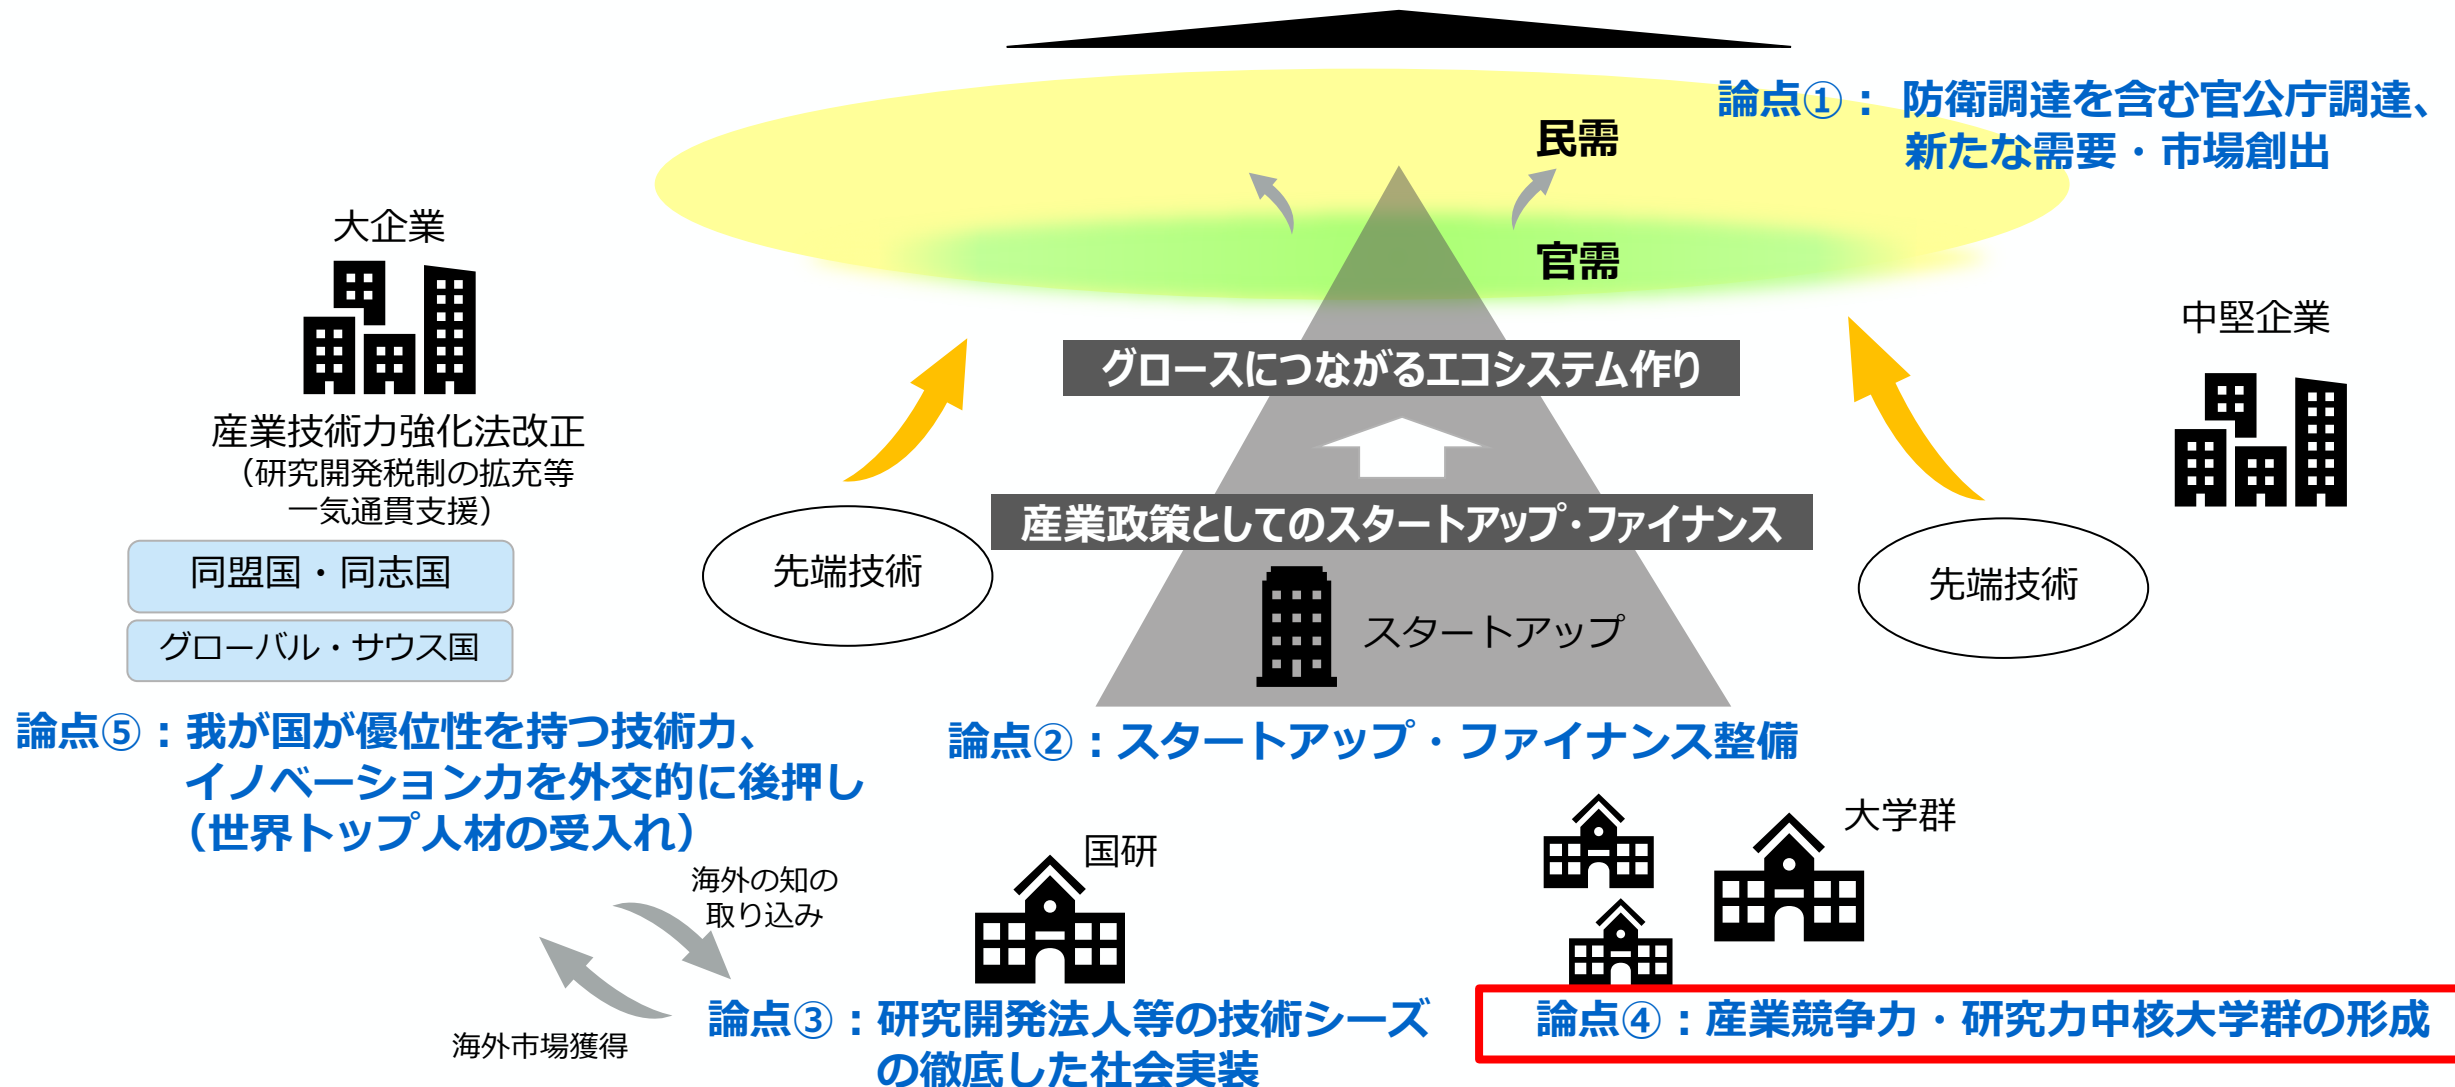 論点①： 防衛調達を含む官公庁調達、
新たな需要・市場創出
民需
官需
大企業
産業技術力強化法改正
（研究開発税制の拡充等
一気通貫支援）
同盟国・同志国
グローバル・サウス国
中堅企業
グロースにつながるエコシステム作り
産業政策としてのスタートアップ・ファイナンス
先端技術
スタートアップ
先端技術
論点⑤：我が国が優位性を持つ技術力、
イノベーション力を外交的に後押し
（世界トップ人材の受入れ）
論点②：スタートアップ・ファイナンス整備
国研
大学群
海外の知の
取り込み
海外市場獲得
論点③：研究開発法人等の技術シーズ
の徹底した社会実装
論点④：産業競争力・研究力中核大学群の形成